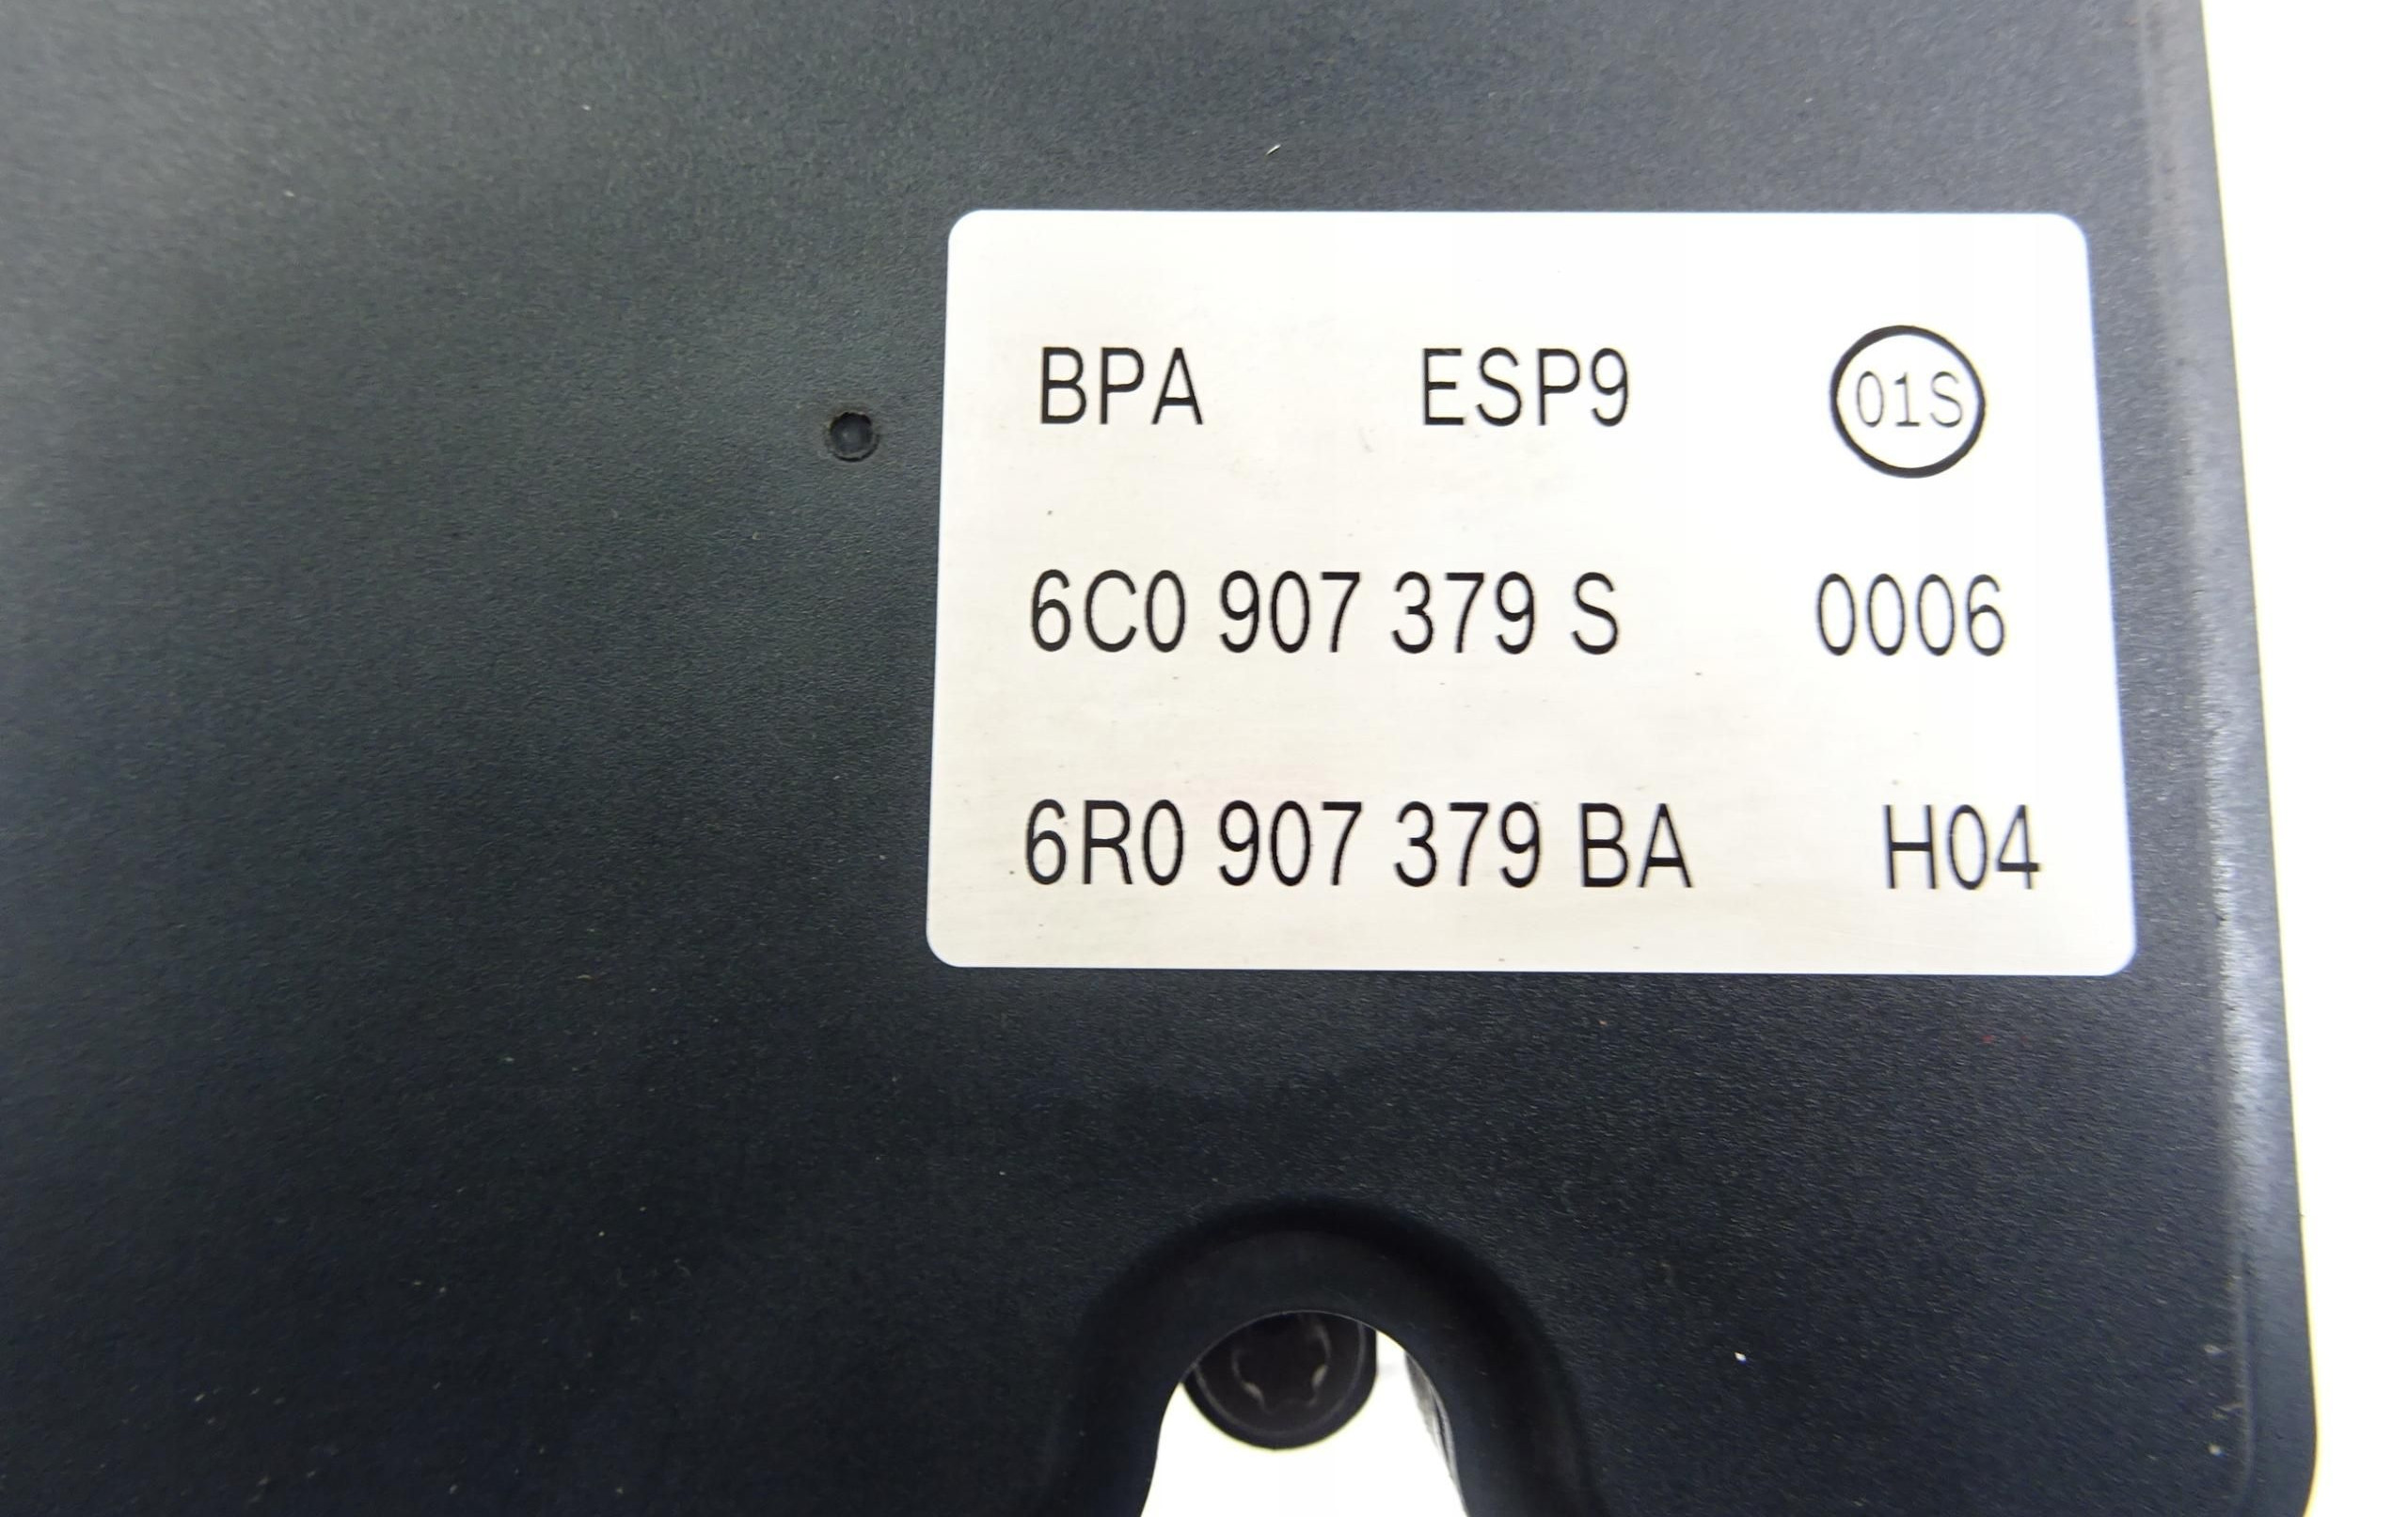 BPA ESP9 01S
6C0 907 379 S 0006
6R0 907 379 BA H04